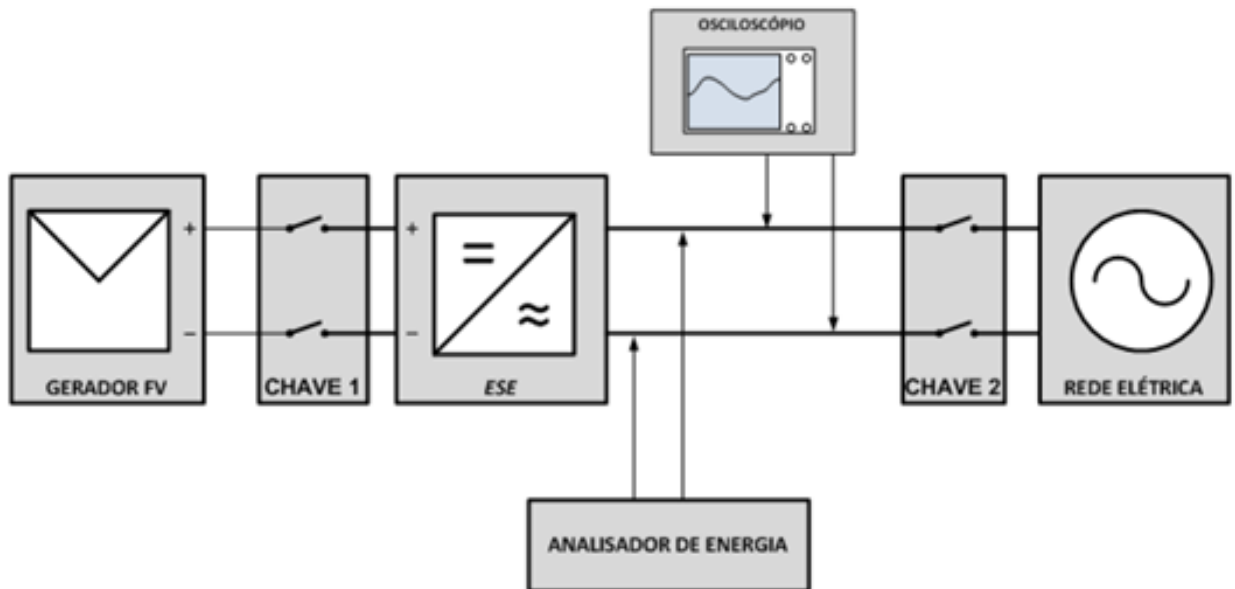 OSCILOSCÓPIO
+
+
−
−
GERADOR FV
CHAVE 1
ESE
CHAVE 2
REDE ELÉTRICA
ANALISADOR DE ENERGIA